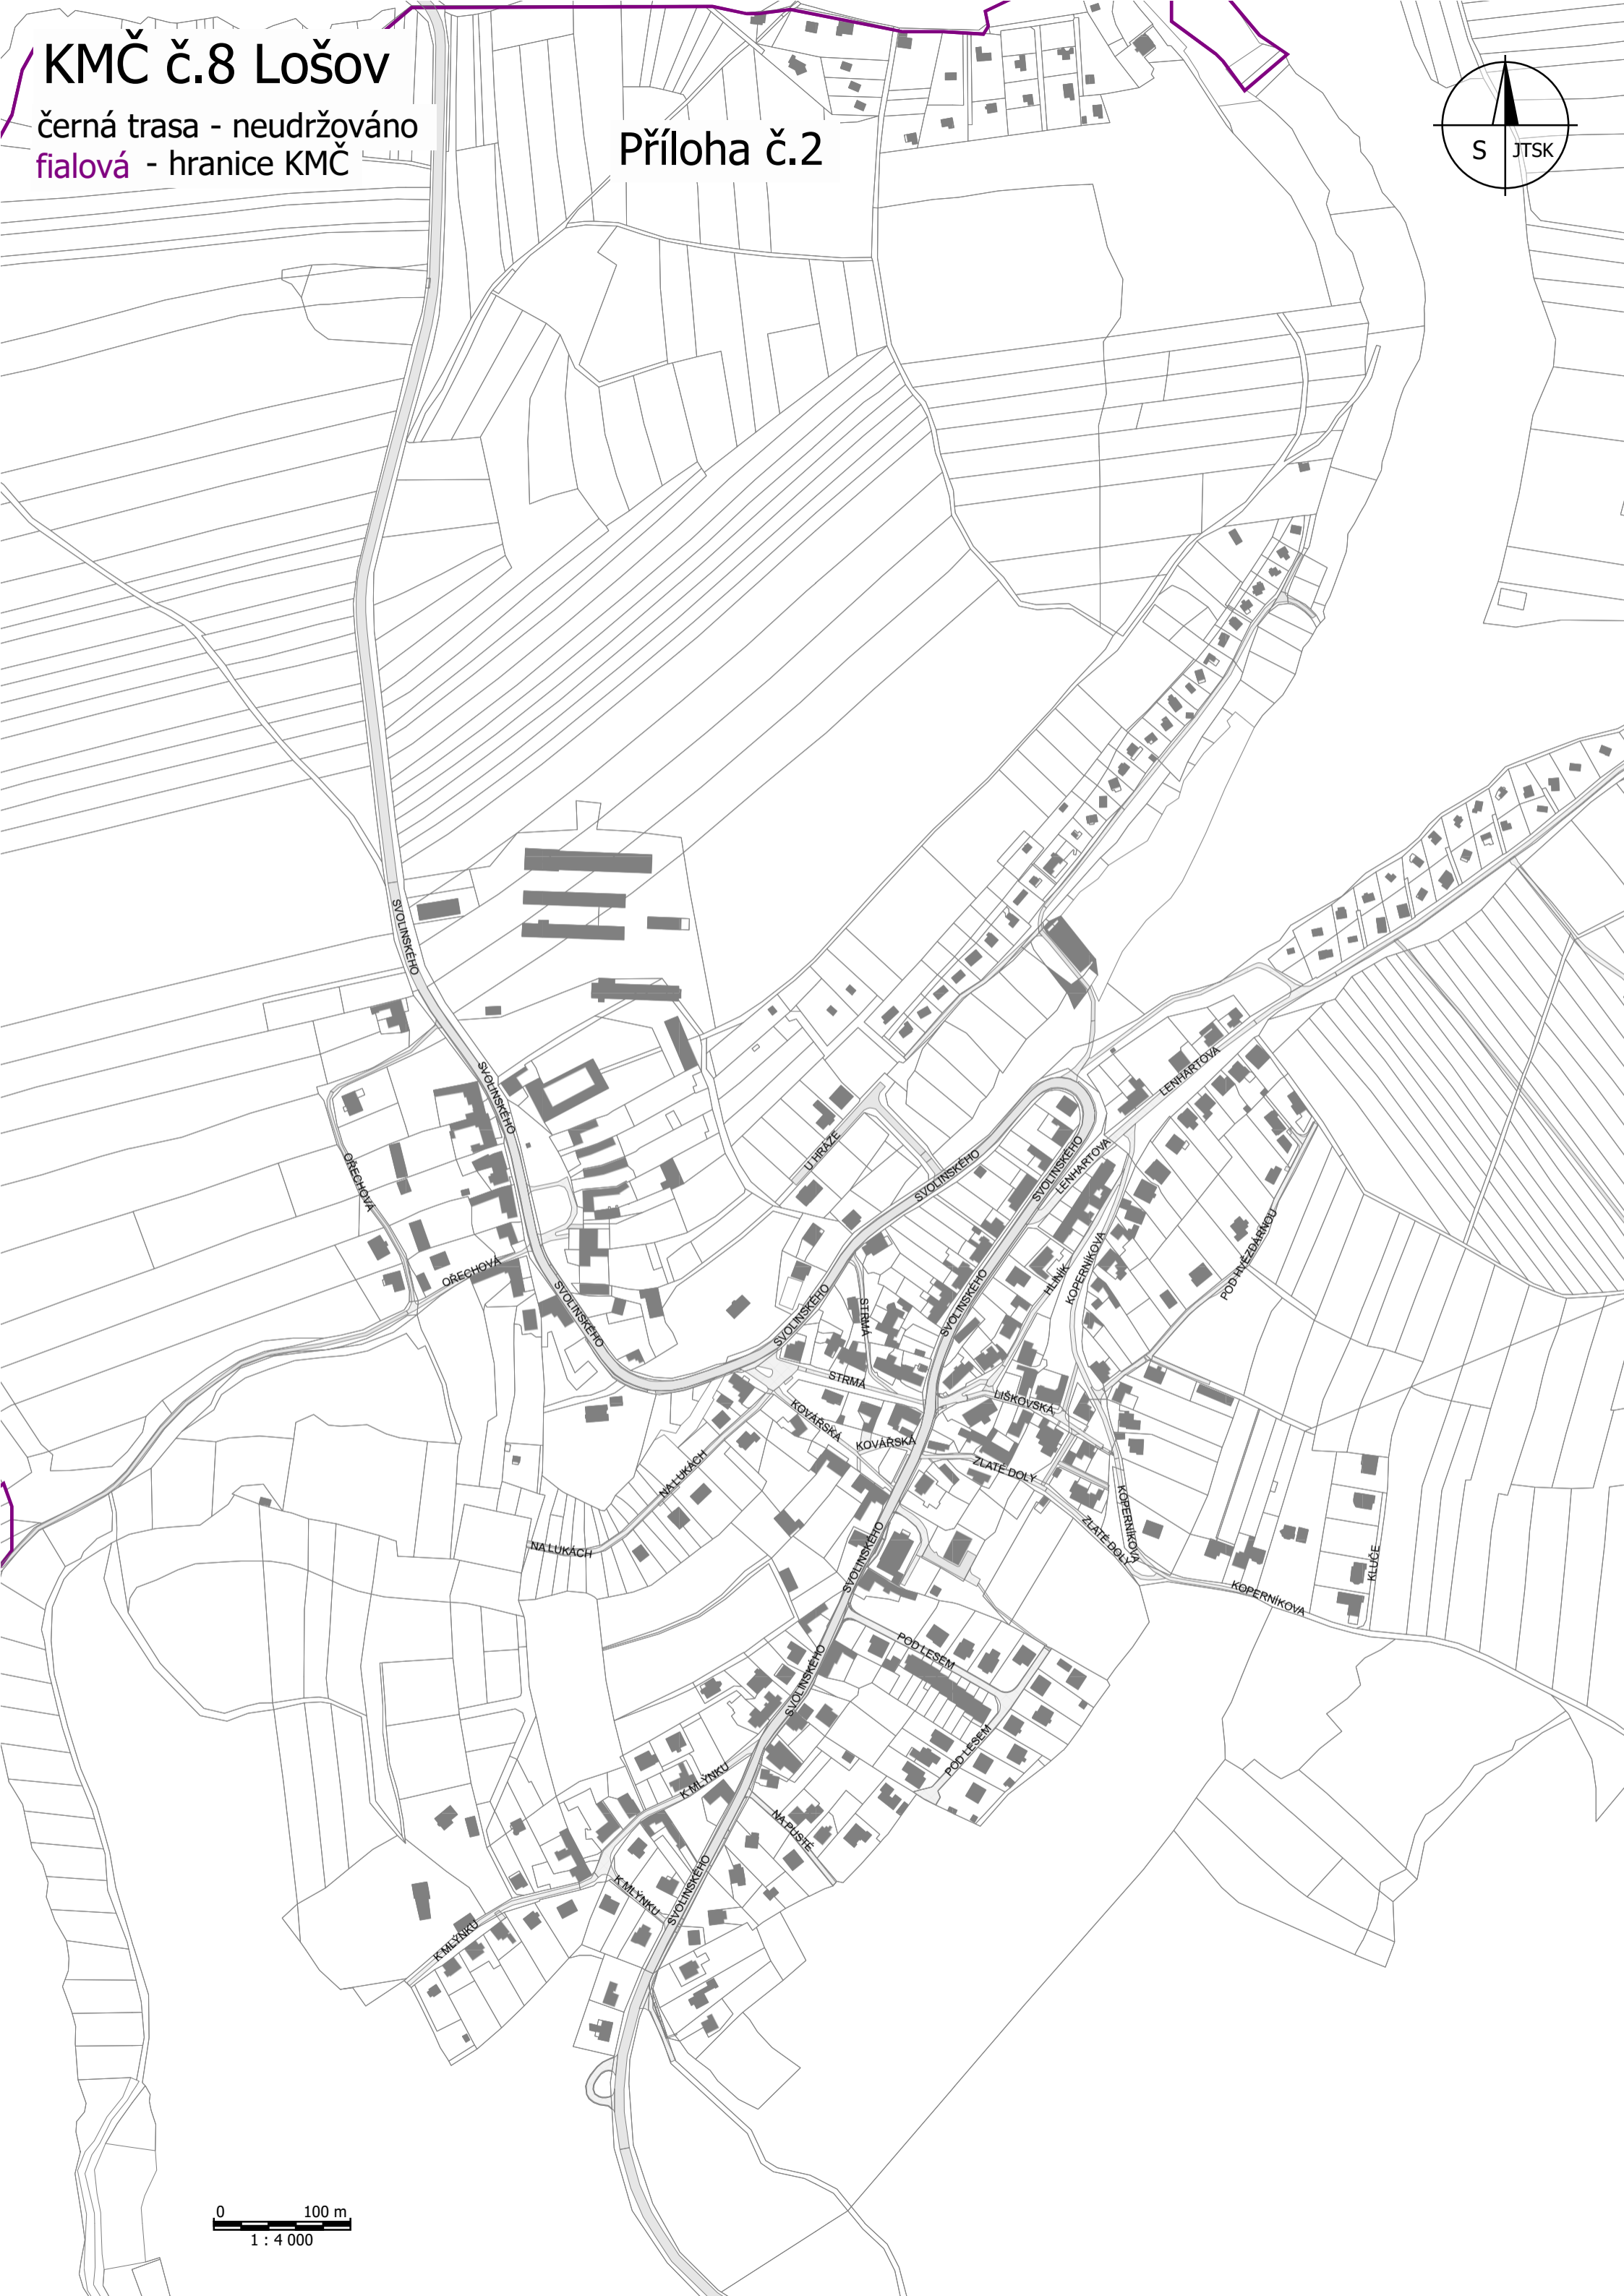 KMČ č.8 Lošov
černá trasa - neudržováno
fialová - hranice KMČ
Příloha č.2
S JTSK
SVOLINSKÉHO
SVOLINSKÉHO
LENHARTOVA
OŘECHOVÁ
U HRÁZE
SVOLINSKÉHO
SVOLINSKÉHO
LENHARTOVA
OŘECHOVÁ
SVOLINSKÉHO
SVOLINSKÉHO
STRMÁ
SVOLINSKÉHO
HLINÍK
KOPERNÍKOVA
POD HVĚZDÁRNOU
STRMÁ
LIŠKOVSKÁ
KOVÁŘSKÁ
KOVÁŘSKÁ
NA LUKÁCH
ZLATÉ DOLY
NA LUKÁCH
SVOLINSKÉHO
ZLATÉ DOLY
KOPERNÍKOVA
KLUČE
KOPERNÍKOVA
POD LESEM
SVOLINSKÉHO
POD LESEM
K MLÝNKU
NA PUSTĚ
SVOLINSKÉHO
K MLÝNKU
K MLÝNKU
0 100 m
1 : 4 000